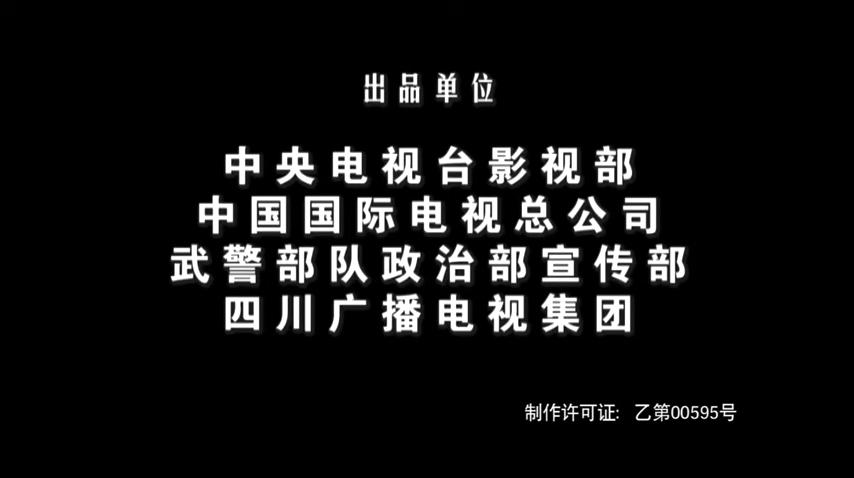 出品单位
中央电视台影视部
中国国际电视总公司
武警部队政治部宣传部
四川广播电视集团
制作许可证: 乙第00595号